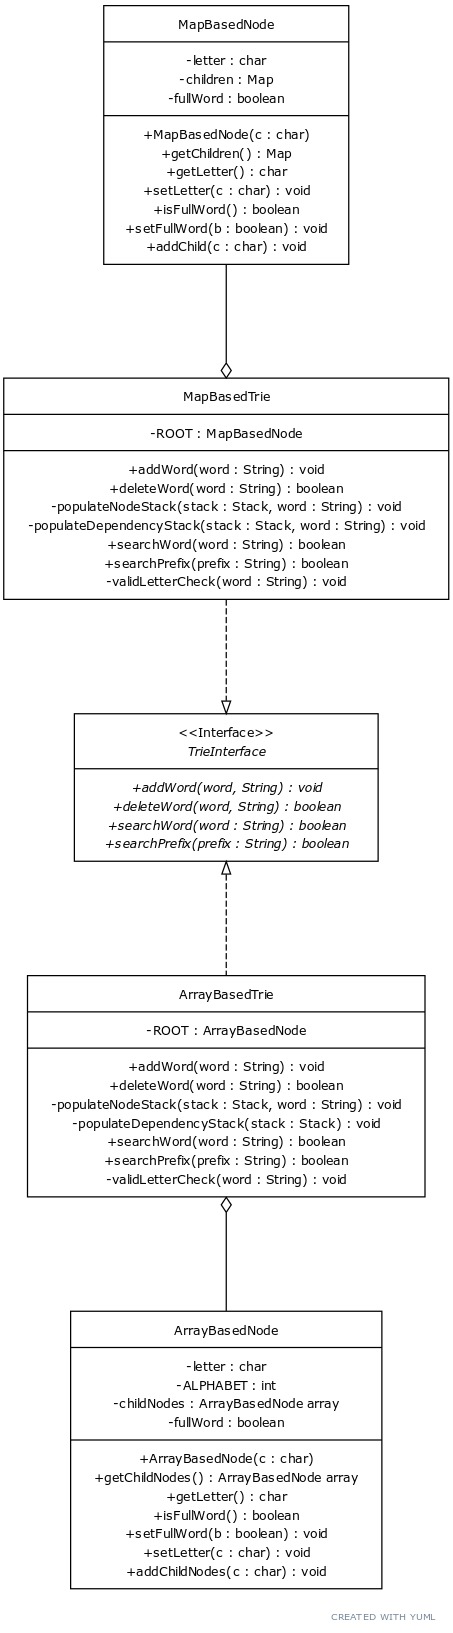 MapBasedNode
-letter : char
-children : Map
-fullWord : boolean
+MapBasedNode(c : char)
+getChildren() : Map
+getLetter() : char
+setLetter(c : char) : void
+isFullWord() : boolean
+setFullWord(b : boolean) : void
+addChild(c : char) : void
MapBasedTrie
-ROOT : MapBasedNode
+addWord(word : String) : void
+deleteWord(word : String) : boolean
-populateNodeStack(stack : Stack, word : String) : void
-populateDependencyStack(stack : Stack, word : String) : void
+searchWord(word : String) : boolean
+searchPrefix(prefix : String) : boolean
-validLetterCheck(word : String) : void
<<Interface>>
TrieInterface
+addWord(word, String) : void
+deleteWord(word, String) : boolean
+searchWord(word : String) : boolean
+searchPrefix(prefix : String) : boolean
ArrayBasedTrie
-ROOT : ArrayBasedNode
+addWord(word : String) : void
+deleteWord(word : String) : boolean
-populateNodeStack(stack : Stack, word : String) : void
-populateDependencyStack(stack : Stack) : void
+searchWord(word : String) : boolean
+searchPrefix(prefix : String) : boolean
-validLetterCheck(word : String) : void
ArrayBasedNode
-letter : char
-ALPHABET : int
-childNodes : ArrayBasedNode array
-fullWord : boolean
+ArrayBasedNode(c : char)
+getChildNodes() : ArrayBasedNode array
+getLetter() : char
+isFullWord() : boolean
+setFullWord(b : boolean) : void
+setLetter(c : char) : void
+addChildNodes(c : char) : void
CREATED WITH YUML